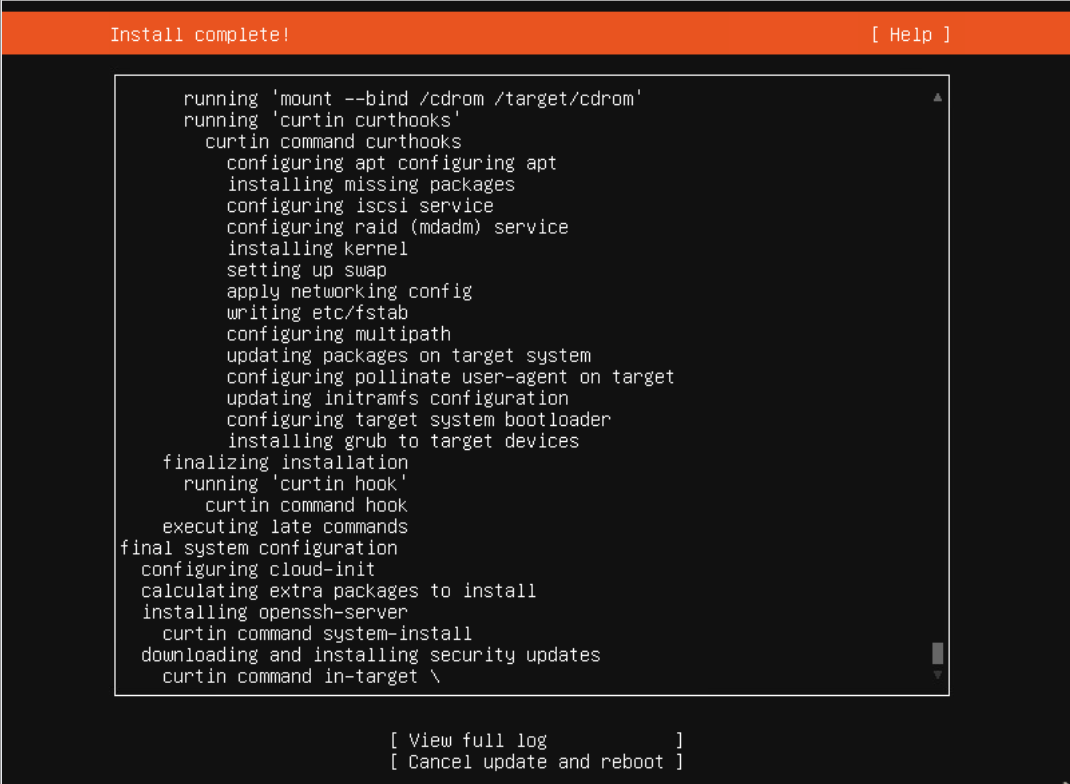 Install complete! [ Help ]
running 'mount --bind /cdrom /target/cdrom'
running 'curtin curthooks'
curtin command curthooks
configuring apt configuring apt
installing missing packages
configuring iscsi service
configuring raid (mdadm) service
installing kernel
setting up swap
apply networking config
writing etc/fstab
configuring multipath
updating packages on target system
configuring pollinate user-agent on target
updating initramfs configuration
configuring target system bootloader
installing grub to target devices
finalizing installation
running 'curtin hook'
curtin command hook
executing late commands
final system configuration
configuring cloud-init
calculating extra packages to install
installing openssh-server
curtin command system-install
downloading and installing security updates
curtin command in-target \
[ View full log ]
[ Cancel update and reboot ]